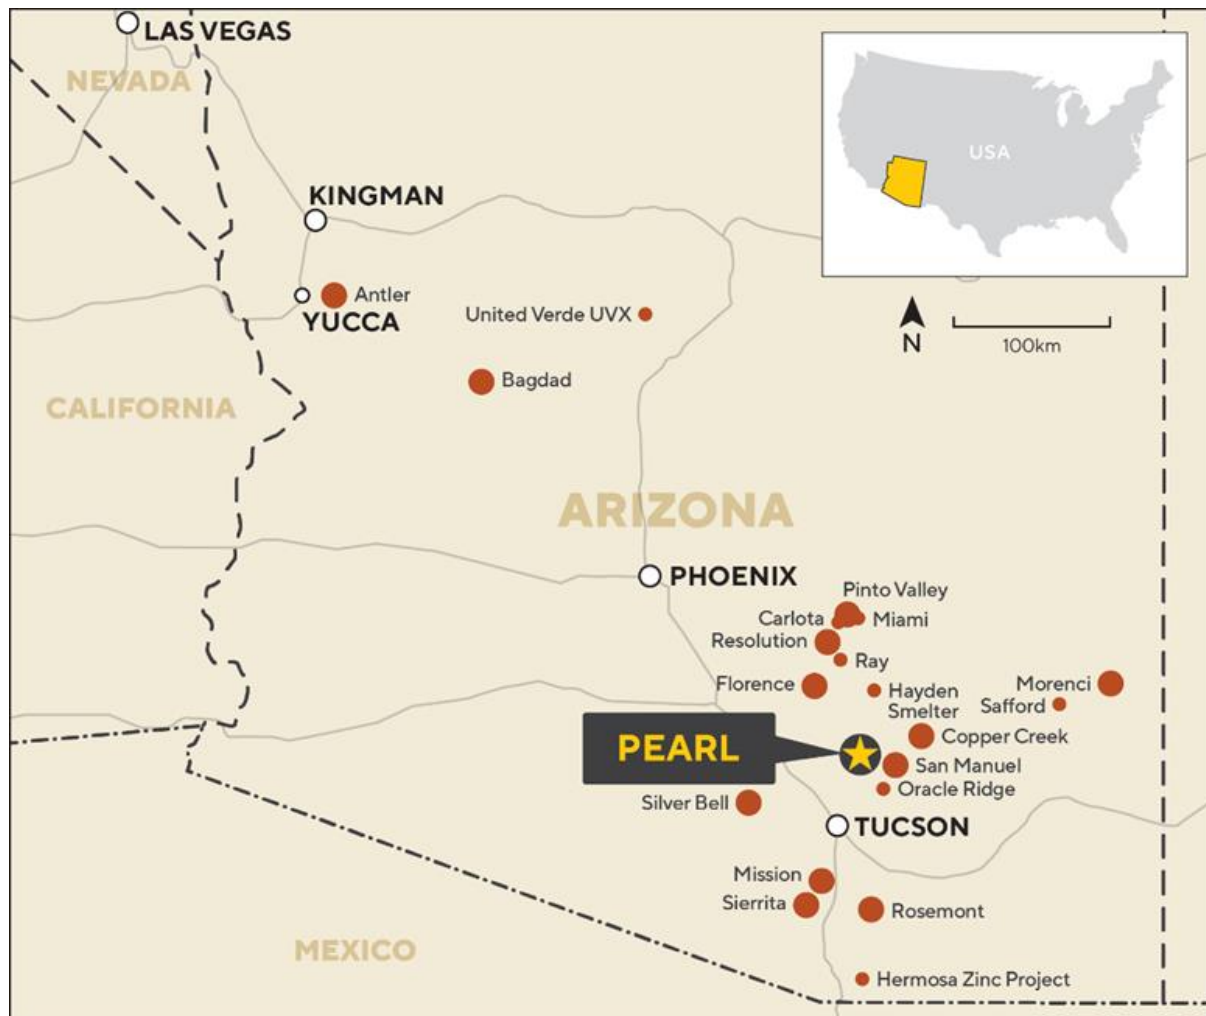 LAS VEGAS
NEVADA
USA
KINGMAN
Antler
YUCCA
United Verde UVX
N
100km
Bagdad
CALIFORNIA
ARIZONA
PHOENIX
Pinto Valley
Carlota
Miami
Resolution
Ray
Florence
Hayden
Smelter
Morenci
Safford
PEARL
Copper Creek
San Manuel
Oracle Ridge
Silver Bell
TUCSON
Mission
Sierrita
Rosemont
MEXICO
Hermosa Zinc Project